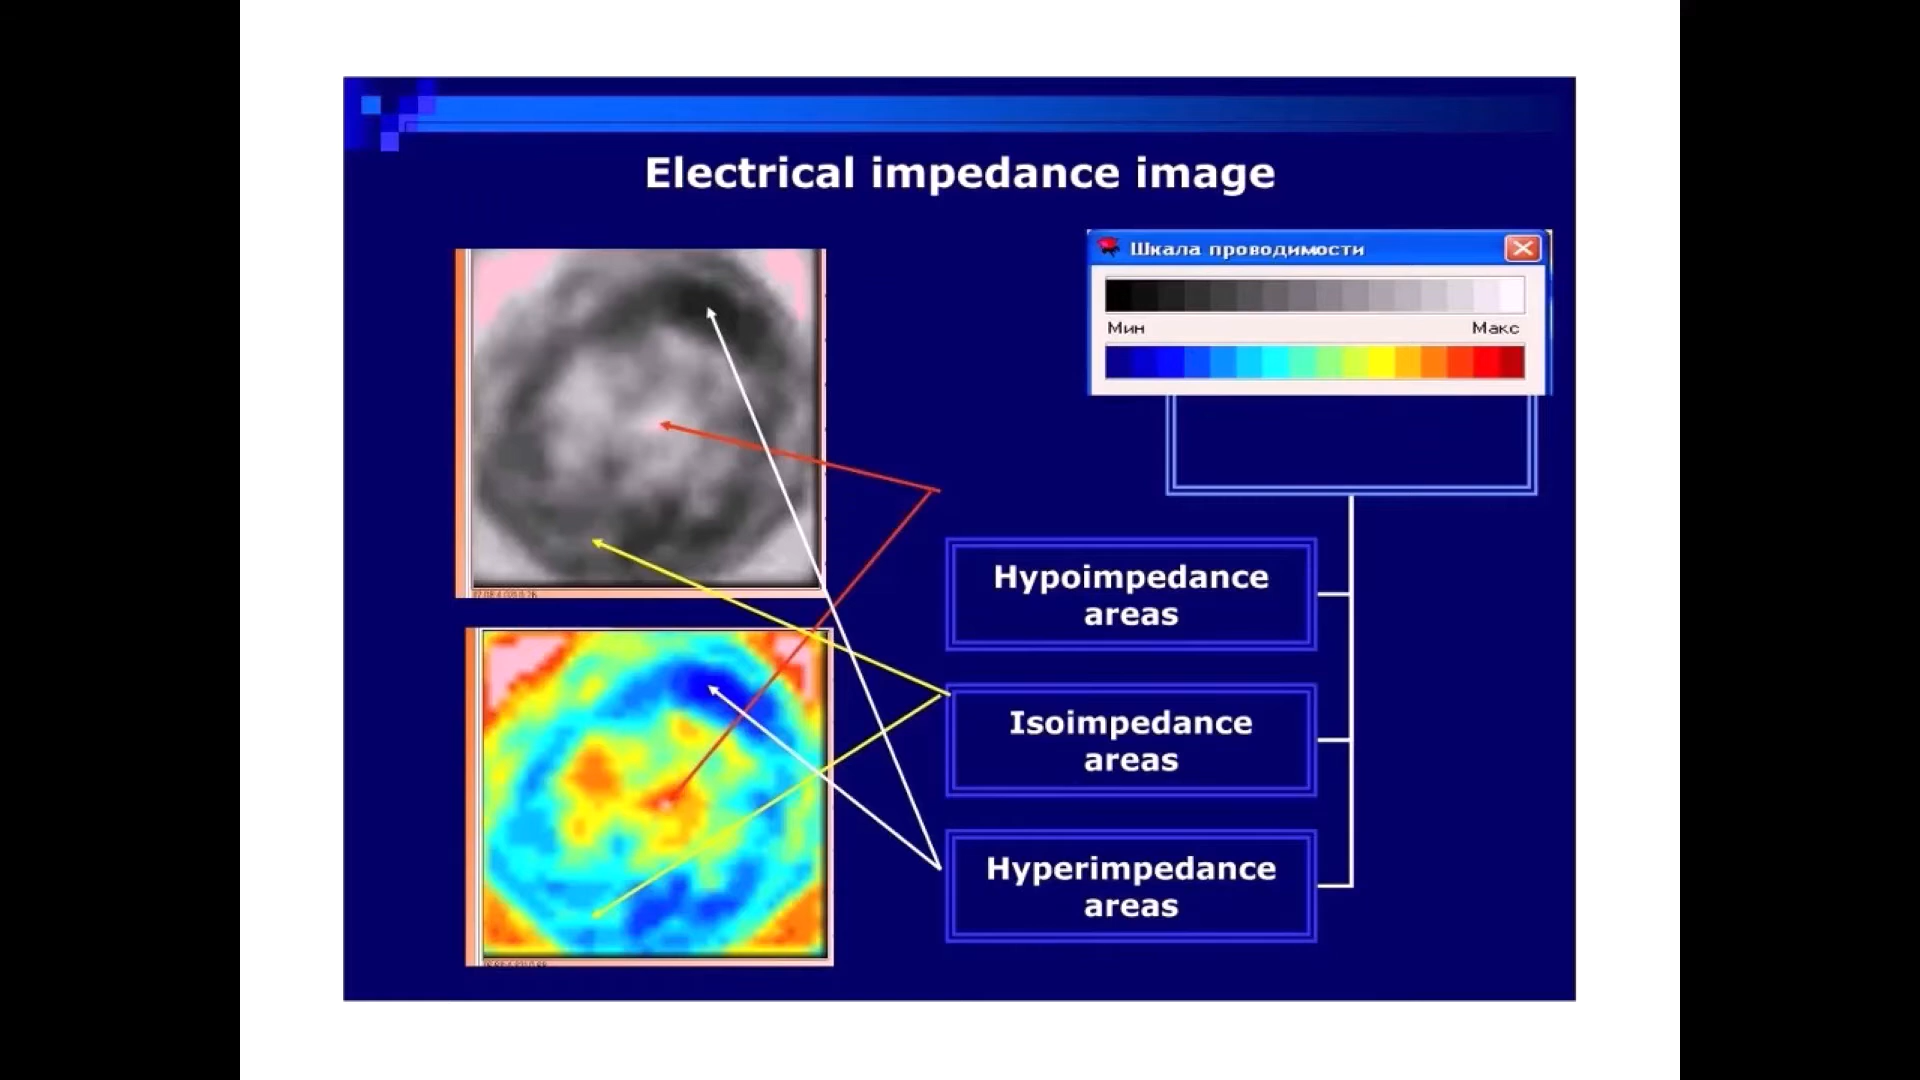 Electrical impedance image
Шкала проводимости
Мин Макс
Hypoimpedance
areas
Isoimpedance
areas
Hyperimpedance
areas